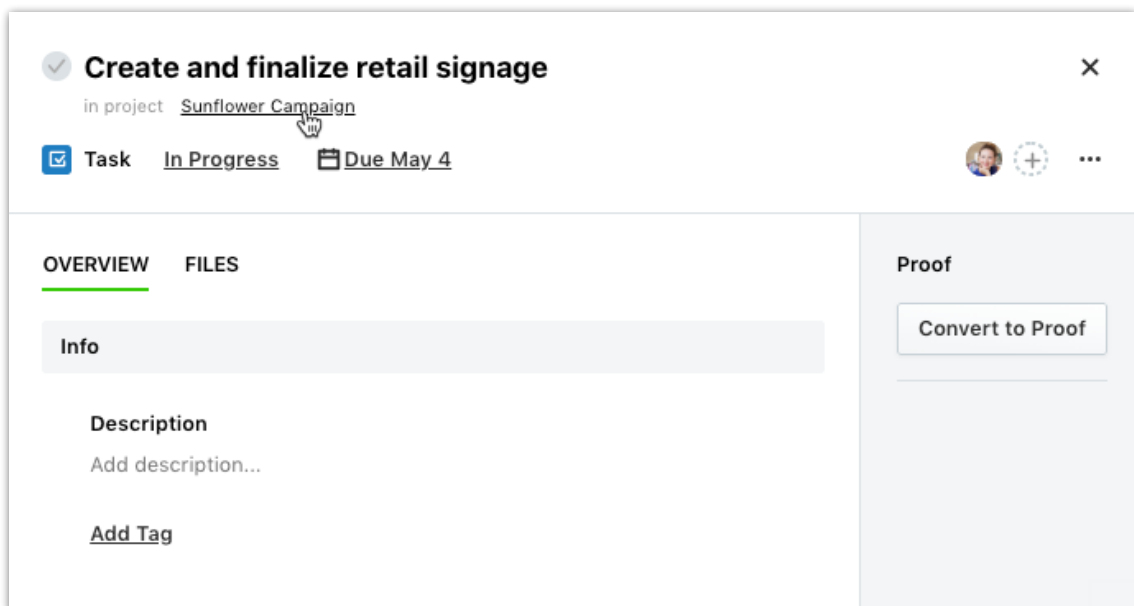 Create and finalize retail signage
in project Sunflower Campaign
Task In Progress Due May 4
OVERVIEW FILES
Info
Description
Add description...
Add Tag
Proof
Convert to Proof